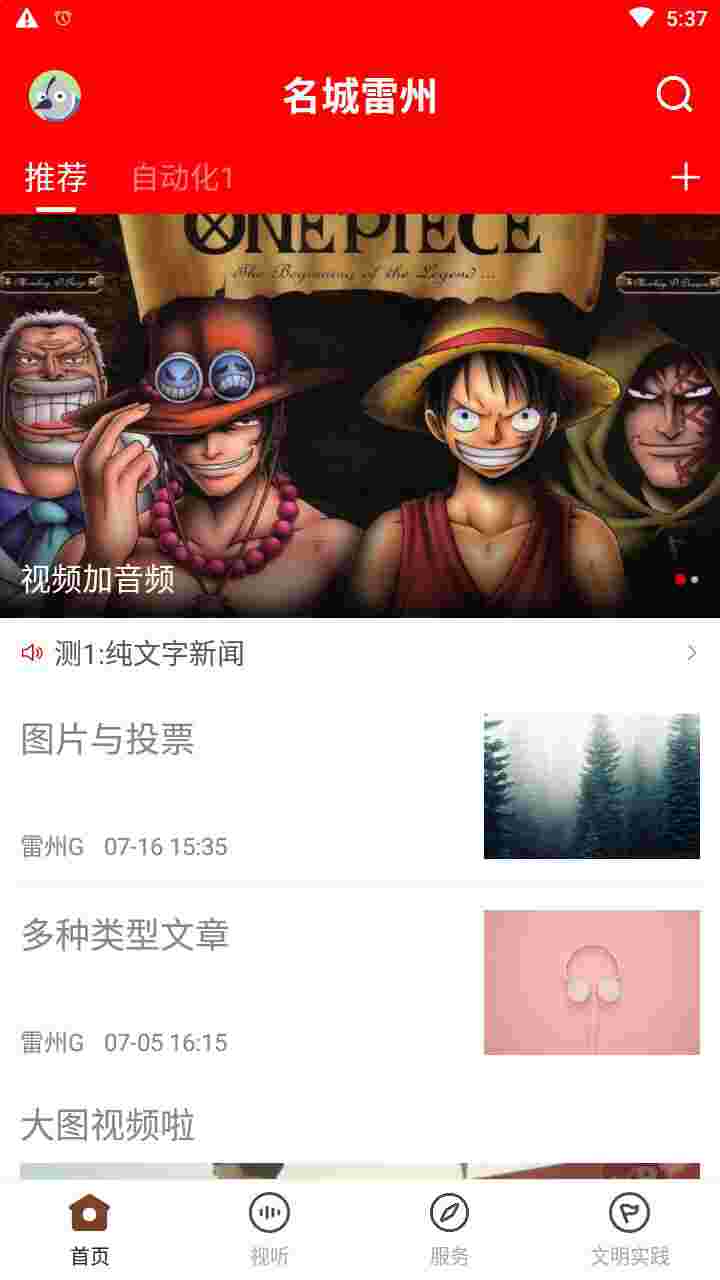 5:37
名城雷州
推荐 自动化1
ONE PIECE
The Beginning of the Legend ...
视频加音频
测1:纯文字新闻
图片与投票
雷州G 07-16 15:35
多种类型文章
雷州G 07-05 16:15
大图视频啦
首页 视听 服务 文明实践